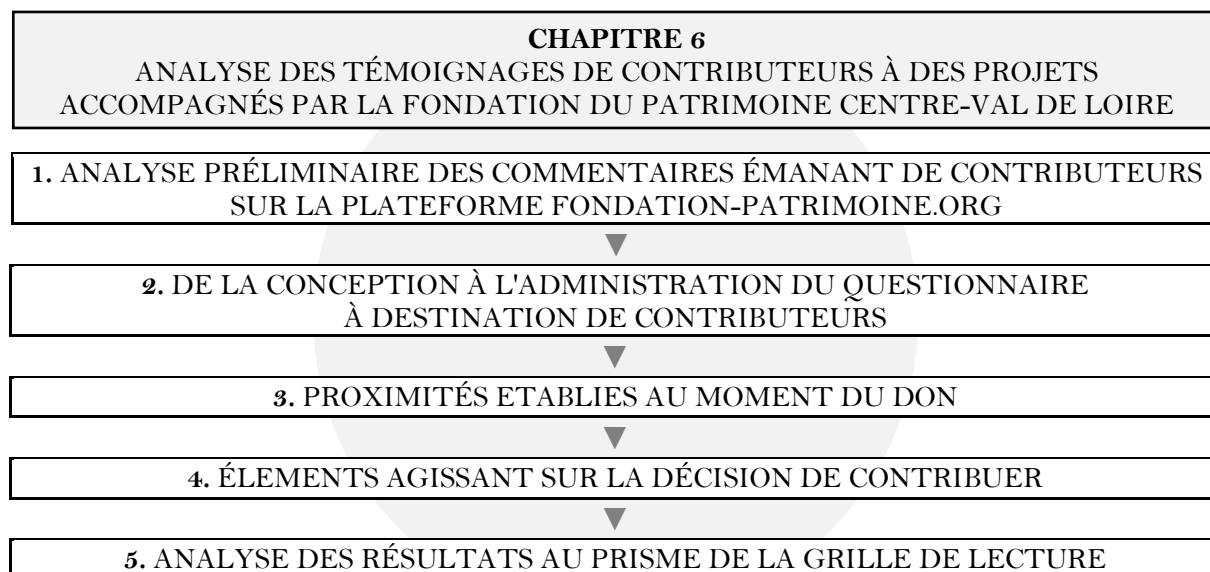 CHAPITRE 6
ANALYSE DES TÉMOIGNAGES DE CONTRIBUTEURS À DES PROJETS
ACCOMPAGNÉS PAR LA FONDATION DU PATRIMOINE CENTRE-VAL DE LOIRE
1. ANALYSE PRÉLIMINAIRE DES COMMENTAIRES ÉMANANT DE CONTRIBUTEURS
SUR LA PLATEFORME FONDATION-PATRIMOINE.ORG
2. DE LA CONCEPTION À L'ADMINISTRATION DU QUESTIONNAIRE
À DESTINATION DE CONTRIBUTEURS
3. PROXIMITÉS ETABLIES AU MOMENT DU DON
4. ÉLEMENTS AGISSANT SUR LA DÉCISION DE CONTRIBUER
5. ANALYSE DES RÉSULTATS AU PRISME DE LA GRILLE DE LECTURE